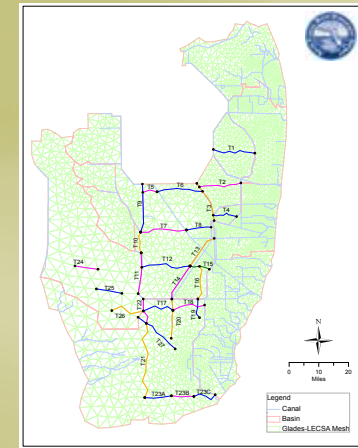 T1
T5
T6
T2
T9
T3
T4
T7
T8
T10
T13
T24
T12
T15
T11
T14
T16
T25
T22
T17
T18
T26
T20
T19
T27
T21
N
0
10
20
Miles
T23A
T23B
T23C
Legend
Canal
Basin
Glades-LECSA Mesh